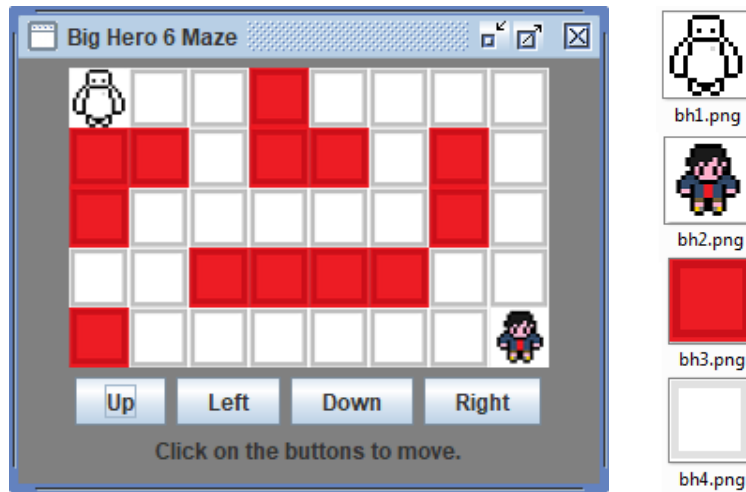 Big Hero 6 Maze
Up Left Down Right
Click on the buttons to move.
bh1.png
bh2.png
bh3.png
bh4.png